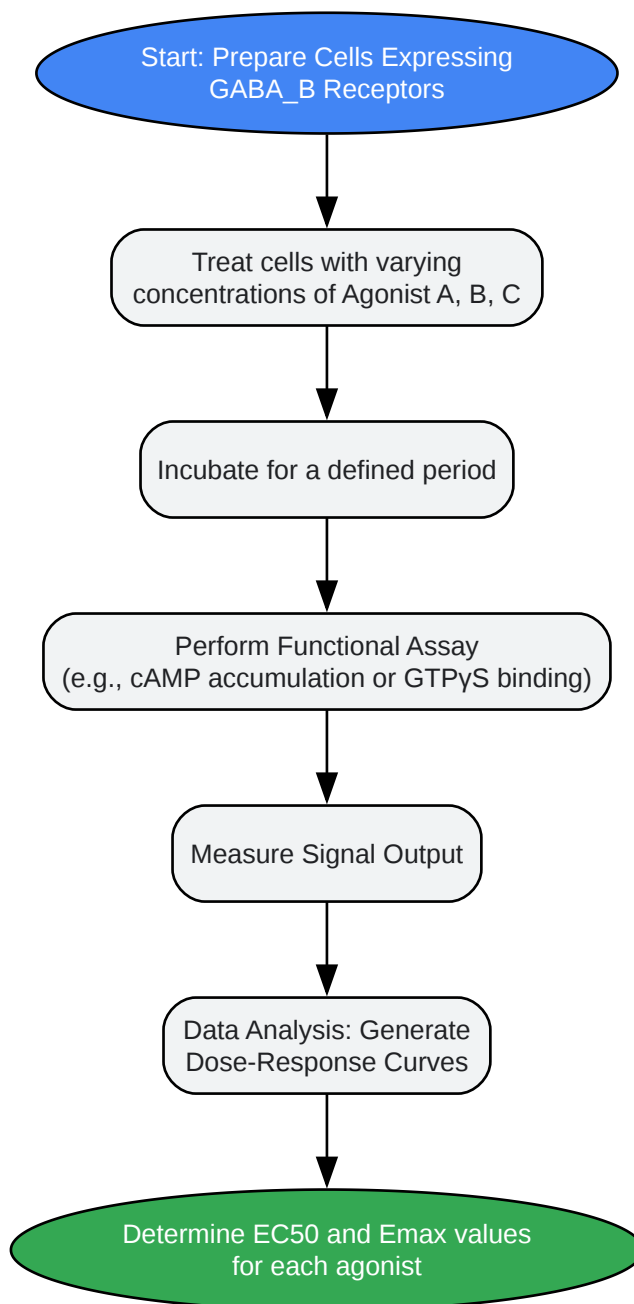 Start: Prepare Cells Expressing
GABA_B Receptors
Treat cells with varying
concentrations of Agonist A, B, C
Incubate for a defined period
Perform Functional Assay
(e.g., cAMP accumulation or GTPγS binding)
Measure Signal Output
Data Analysis: Generate
Dose-Response Curves
Determine EC50 and Emax values
for each agonist